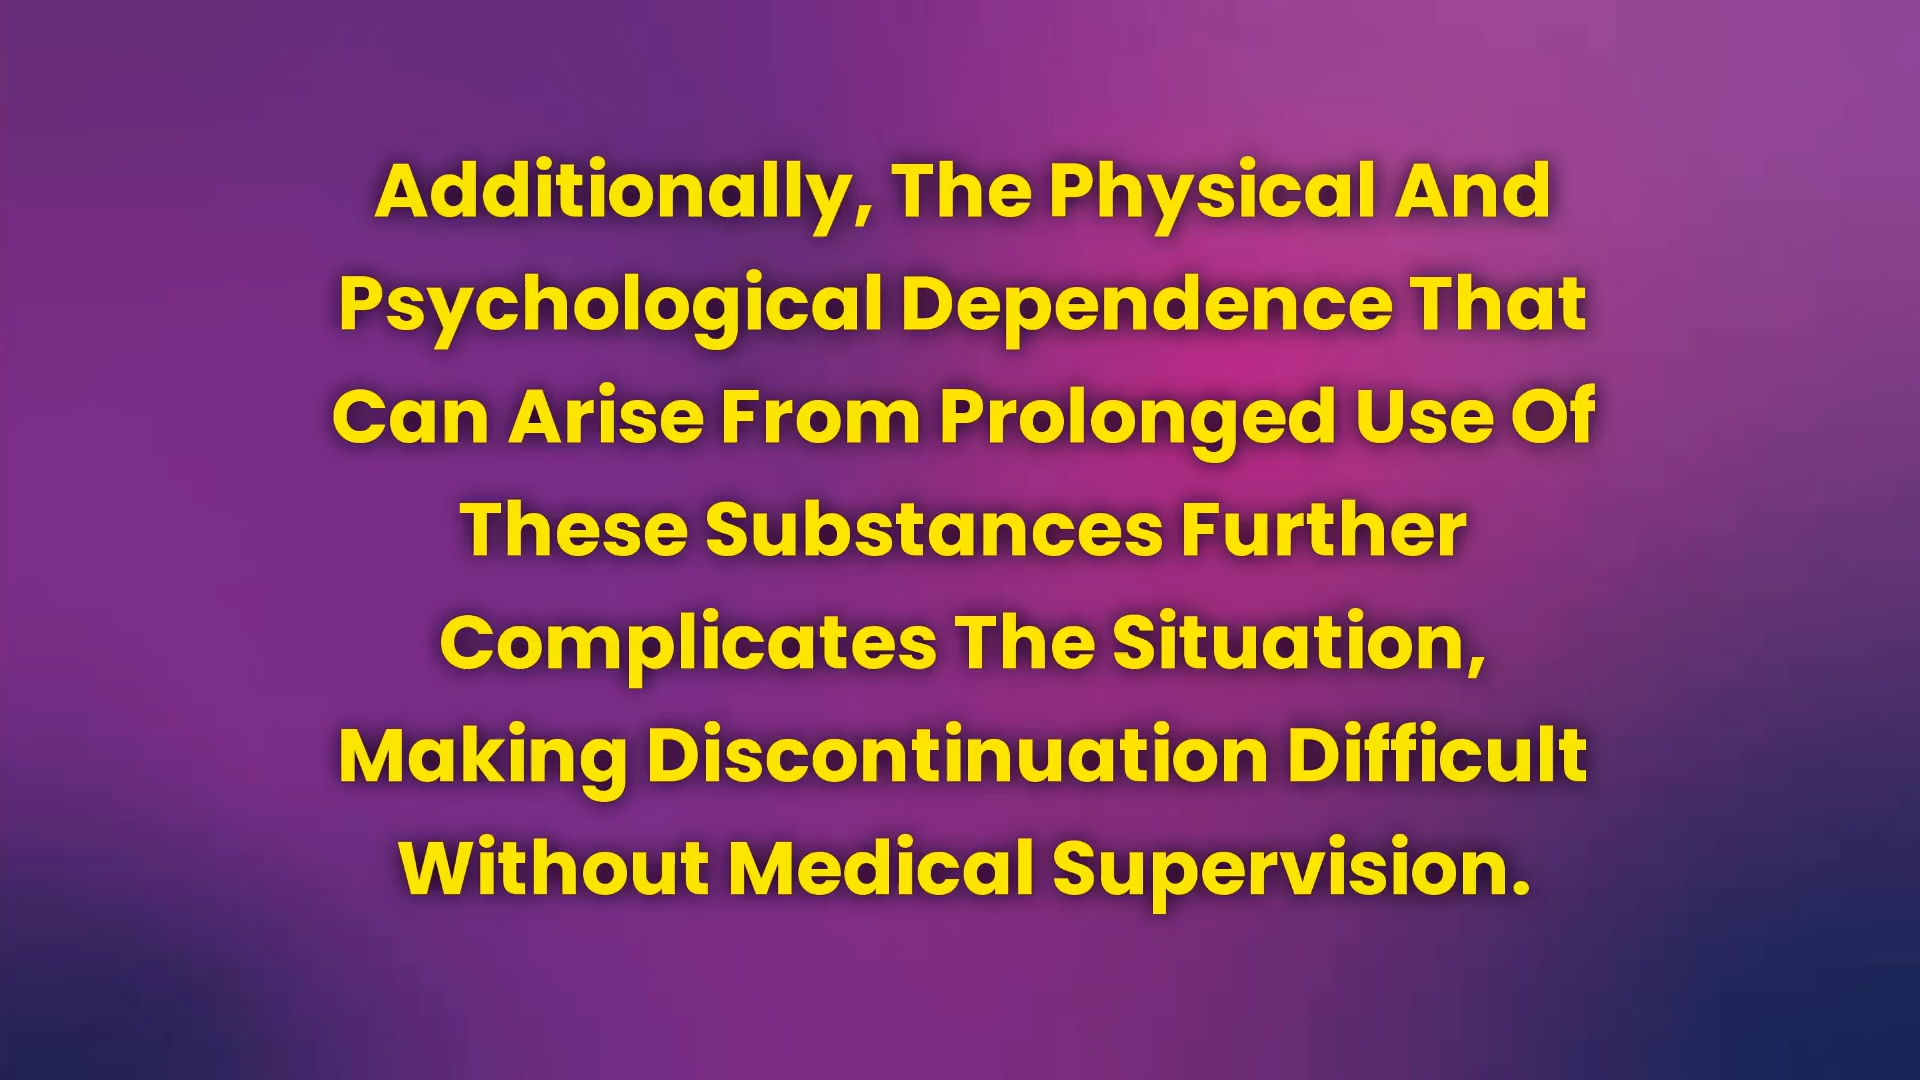 Additionally, The Physical And
Psychological Dependence That
Can Arise From Prolonged Use Of
These Substances Further
Complicates The Situation,
Making Discontinuation Difficult
Without Medical Supervision.